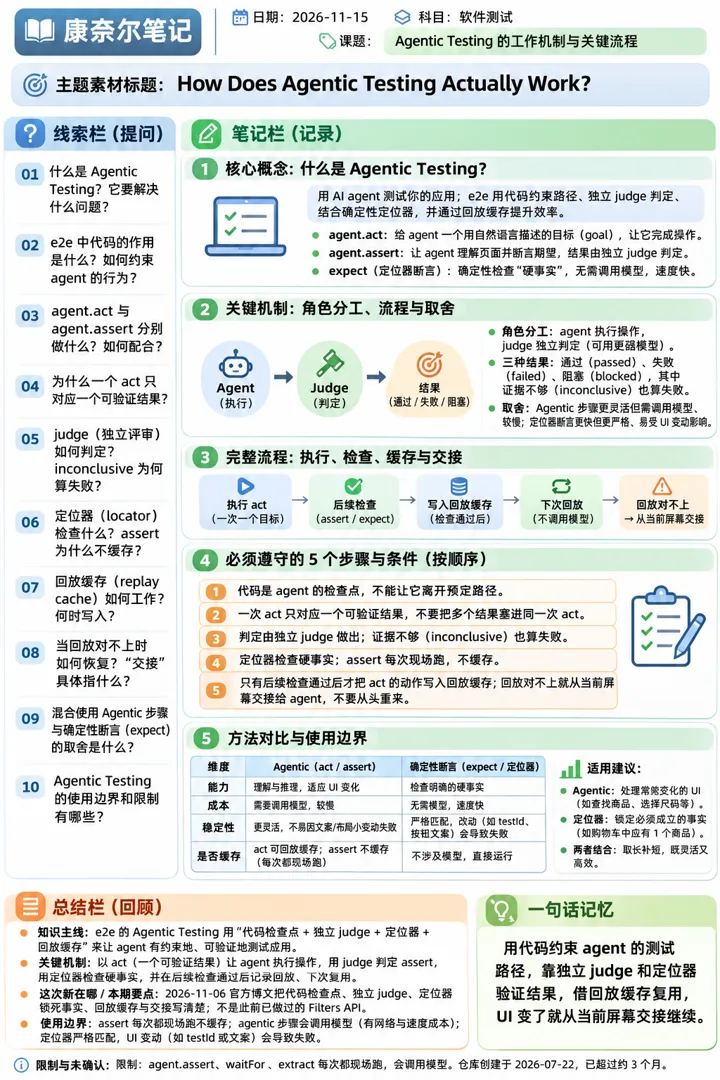 康奈尔笔记
日期：2026-11-15
科目：软件测试
课题：
Agentic Testing 的工作机制与关键流程
主题素材标题：How Does Agentic Testing Actually Work?
线索栏（提问）
01
什么是 Agentic
Testing？它要解决
什么问题？
02
e2e 中代码的作用
是什么？如何约束
agent 的行为？
03
agent.act 与
agent.assert 分别
做什么？如何配合？
04
为什么一个 act 只
对应一个可验证结果？
05
judge（独立评审）
如何判定？
inconclusive 为何
算失败？
06
定位器（locator）
检查什么？assert
为什么不缓存？
07
回放缓存（replay
cache）如何工作？
何时写入？
08
当回放对不上时
如何恢复？“交接”
具体指什么？
09
混合使用 Agentic 步骤
与确定性断言 (expect)
的取舍是什么？
10
Agentic Testing
的使用边界和限制
有哪些？
笔记栏（记录）
1 核心概念：什么是 Agentic Testing？
用 AI agent 测试你的应用；e2e 用代码约束路径、独立 judge 判定、
结合确定性定位器，并通过回放缓存提升效率。
agent.act：给 agent 一个用自然语言描述的目标（goal），让它完成操作。
agent.assert：让 agent 理解页面并断言期望，结果由独立 judge 判定。
expect（定位器断言）：确定性检查“硬事实”，无需调用模型，速度快。
2 关键机制：角色分工、流程与取舍
Agent
（执行）
Judge
（判定）
结果
（通过 / 失败 / 阻塞）
角色分工：agent 执行操作，
judge 独立判定（可用更模型）。
三种结果：通过（passed）、失败
（failed）、阻塞（blocked），其中
证据不够（inconclusive）也算失败。
取舍：Agentic 步骤更灵活但需调用模型、
较慢；定位器断言更快但更严格、易受 UI 变动影响。
3 完整流程：执行、检查、缓存与交接
执行 act
（一次一个目标）
后续检查
（assert / expect）
写入回放缓存
（检查通过后）
下次回放
（不调用模型）
回放对不上
→ 从当前屏幕交接
4 必须遵守的 5 个步骤与条件（按顺序）
1 代码是 agent 的检查点，不能让它离开预定路径。
2 一次 act 只对应一个可验证结果，不要把多个结果塞进同一次 act。
3 判定由独立 judge 做出；证据不够（inconclusive）也算失败。
4 定位器检查硬事实；assert 每次现场跑，不缓存。
5 只有后续检查通过后才把 act 的动作写入回放缓存；回放对不上就从当前屏
幕交接给 agent，不要从头重来。
5 方法对比与使用边界
维度 Agentic（act / assert） 确定性断言（expect / 定位器）
能力 理解与推理，适应 UI 变化 检查明确的硬事实
成本 需要调用模型，较慢 无需模型，速度快
稳定性 更灵活，不易因文案/布局小变动失败 严格匹配，改动（如 testId、
按钮文案）会导致失败
是否缓存 act 可回放缓存；assert 不缓存
（每次都现场跑） 不涉及模型，直接运行
适用建议：
Agentic：处理常变化的 UI
（如查找商品、选择尺码等）。
定位器：锁定必须成立的事实
（如购物车中应有 1 个商品）。
两者结合：取长补短，既灵活又
高效。
总结栏（回顾）
知识主线：e2e 的 Agentic Testing 用“代码检查点 + 独立 judge + 定位器 +
回放缓存”来让 agent 有约束地、可验证地测试应用。
关键机制：以 act（一个可验证结果）让 agent 执行操作，用 judge 判定 assert，
用定位器检查硬事实，并在后续检查通过后记录回放、下次复用。
这次新在哪 / 本期要点：2026-11-06 官方博文把代码检查点、独立 judge、定位器
锁死事实、回放缓存与交接写清楚；不是此前已做过的 Filters API。
使用边界：assert 每次都现场跑不缓存；agentic 步骤会调用模型（有网络与速度成本）；
定位器严格匹配，UI 变动（如 testId 或文案）会导致失败。
一句话记忆
用代码约束 agent 的测试
路径，靠独立 judge 和定位器
验证结果，借回放缓存复用，
UI 变了就从当前屏幕交接继续。
限制与未确认：限制：agent.assert、waitFor 、extract 每次都现场跑，会调用模型。仓库创建于 2026-07-22，已超过约 3 个月。